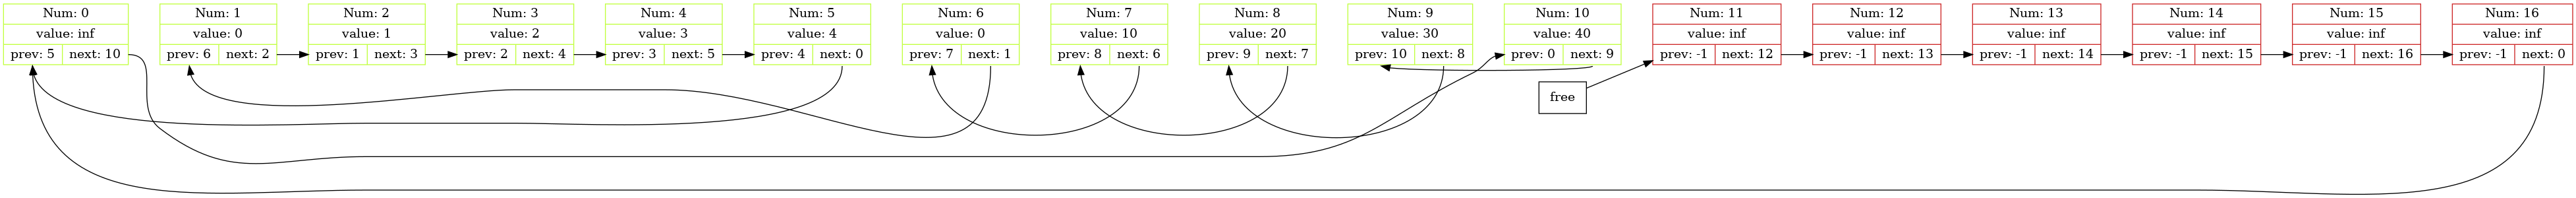 Num: 0
value: inf
prev: 5 next: 10
Num: 1
value: 0
prev: 6 next: 2
Num: 2
value: 1
prev: 1 next: 3
Num: 3
value: 2
prev: 2 next: 4
Num: 4
value: 3
prev: 3 next: 5
Num: 5
value: 4
prev: 4 next: 0
Num: 6
value: 0
prev: 7 next: 1
Num: 7
value: 10
prev: 8 next: 6
Num: 8
value: 20
prev: 9 next: 7
Num: 9
value: 30
prev: 10 next: 8
Num: 10
value: 40
prev: 0 next: 9
Num: 11
value: inf
prev: -1 next: 12
Num: 12
value: inf
prev: -1 next: 13
Num: 13
value: inf
prev: -1 next: 14
Num: 14
value: inf
prev: -1 next: 15
Num: 15
value: inf
prev: -1 next: 16
Num: 16
value: inf
prev: -1 next: 0
free